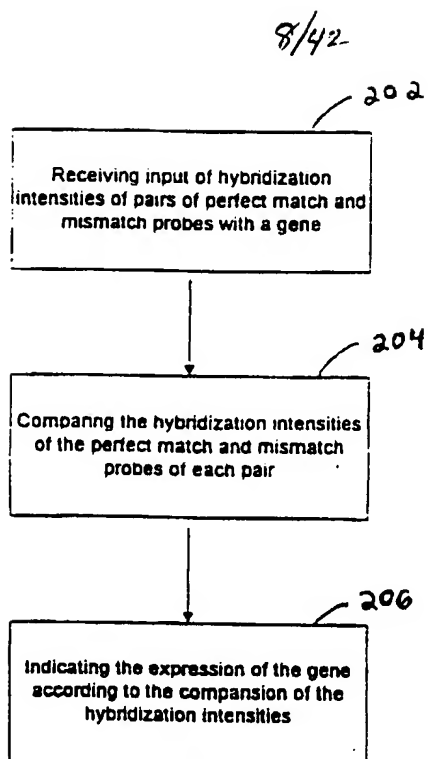 8/42
202
Receiving input of hybridization
intensities of pairs of perfect match and
mismatch probes with a gene
204
Comparing the hybridization intensities
of the perfect match and mismatch
probes of each pair
206
Indicating the expression of the gene
according to the comparison of the
hybridization intensities